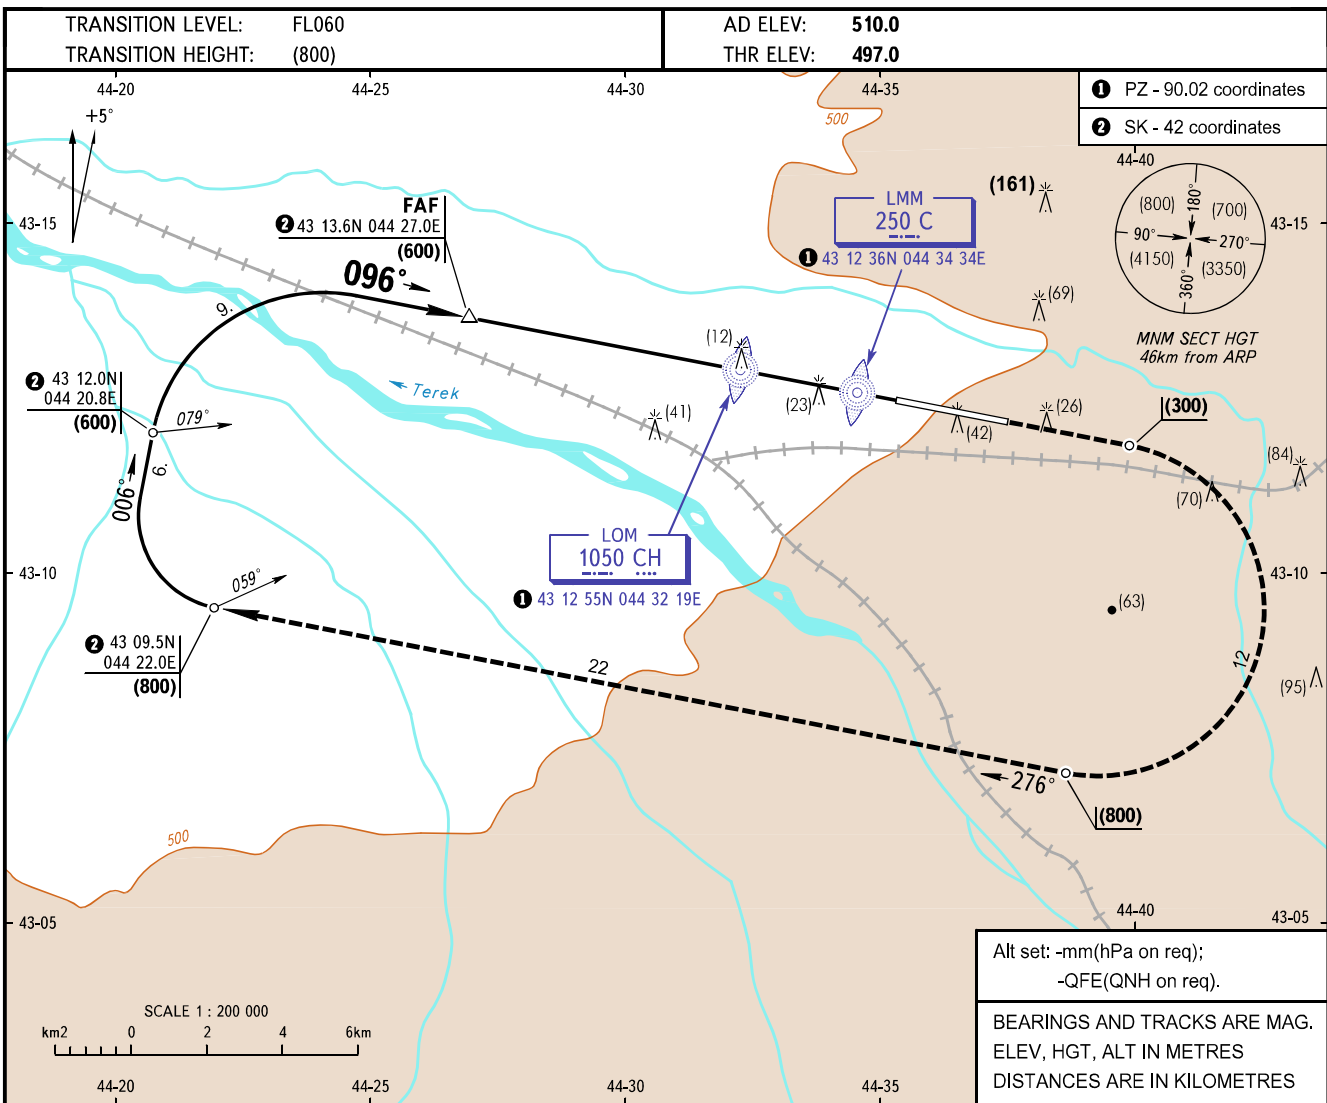 TRANSITION LEVEL: FL060
TRANSITION HEIGHT: (800)
AD ELEV: 510.0
THR ELEV: 497.0
44-20 44-25 44-30 44-35
❶ PZ - 90.02 coordinates
❷ SK - 42 coordinates
44-40
+5°
500
(161)
180°
(800) (700)
90° 270°
(4150) (3350)
360°
MNM SECT HGT
46km from ARP
43-15
43-15
FAF
❷ 43 13.6N 044 27.0E
(600)
096°
LMM
250 C
❶ 43 12 36N 044 34 34E
(69)
9.
(12)
Terek
❷ 43 12.0N
044 20.8E
(600)
079°
(41)
(23)
(42)
(26)
(300)
(84)
(70)
6.
006°
LOM
1050 CH
❶ 43 12 55N 044 32 19E
43-10
43-10
059°
(63)
❷ 43 09.5N
044 22.0E
(800)
22
12
(95)
276°
(800)
500
43-05
44-40
43-05
Alt set: -mm(hPa on req);
-QFE(QNH on req).
BEARINGS AND TRACKS ARE MAG.
ELEV, HGT, ALT IN METRES
DISTANCES ARE IN KILOMETRES
SCALE 1 : 200 000
km2 0 2 4 6km
44-20 44-25 44-30 44-35